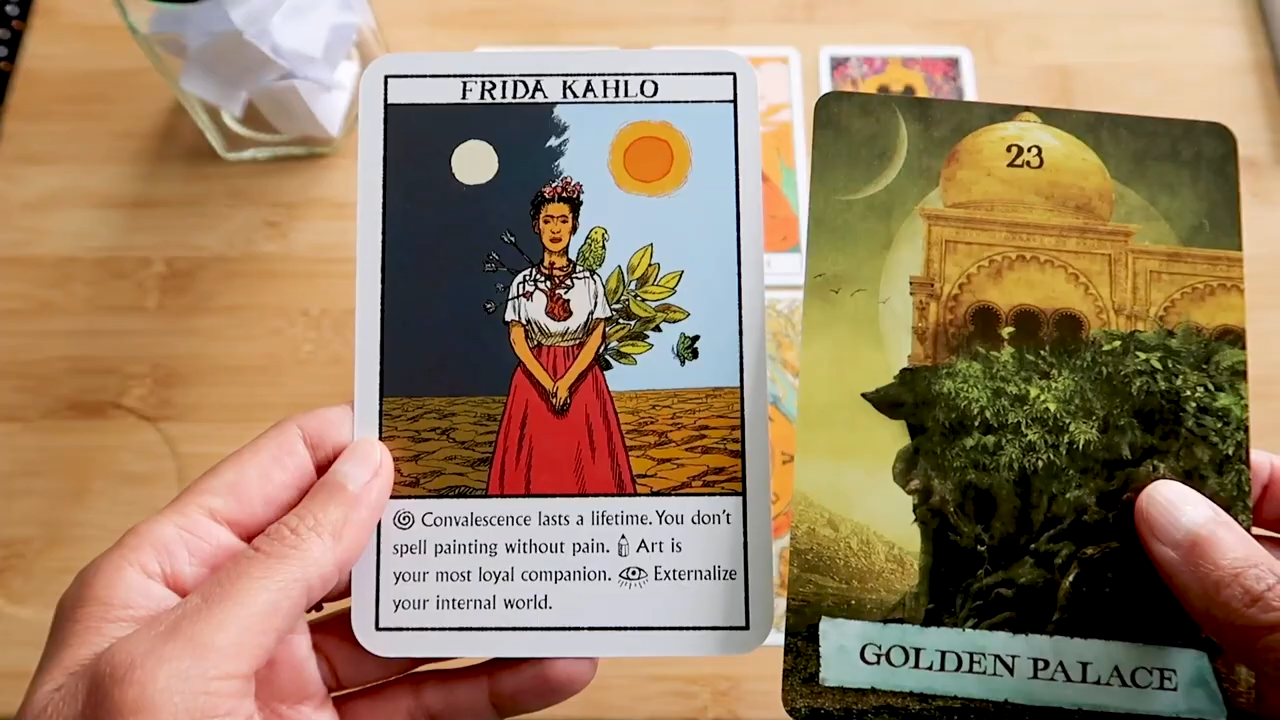 FRIDA KAHLO
Convalescence lasts a lifetime. You don't
spell painting without pain. Art is
your most loyal companion. Externalize
your internal world.
23
GOLDEN PALACE